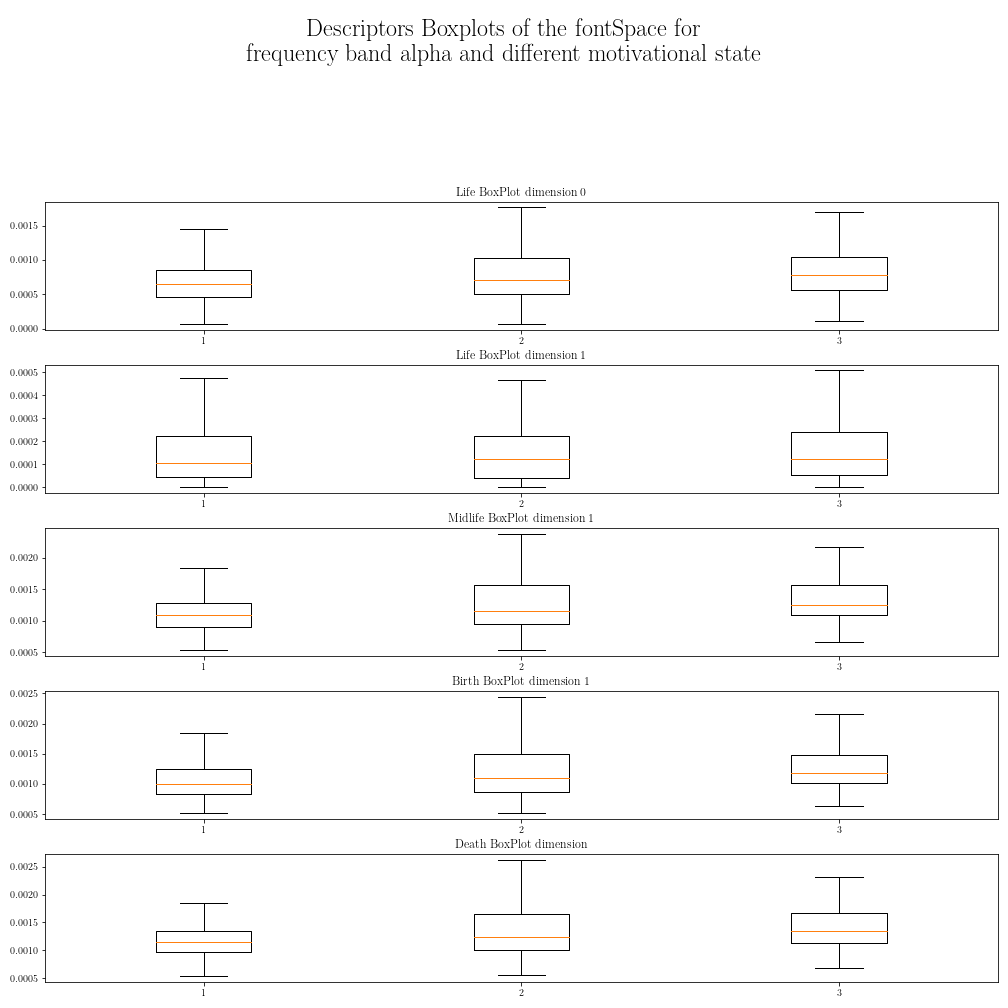 Descriptors Boxplots of the fontSpace for
frequency band alpha and different motivational state
Life BoxPlot dimension 0
0.0015
0.0010
0.0005
0.0000
1 2 3
Life BoxPlot dimension 1
0.0005
0.0004
0.0003
0.0002
0.0001
0.0000
1 2 3
Midlife BoxPlot dimension 1
0.0020
0.0015
0.0010
0.0005
1 2 3
Birth BoxPlot dimension 1
0.0025
0.0020
0.0015
0.0010
0.0005
1 2 3
Death BoxPlot dimension
0.0025
0.0020
0.0015
0.0010
0.0005
1 2 3